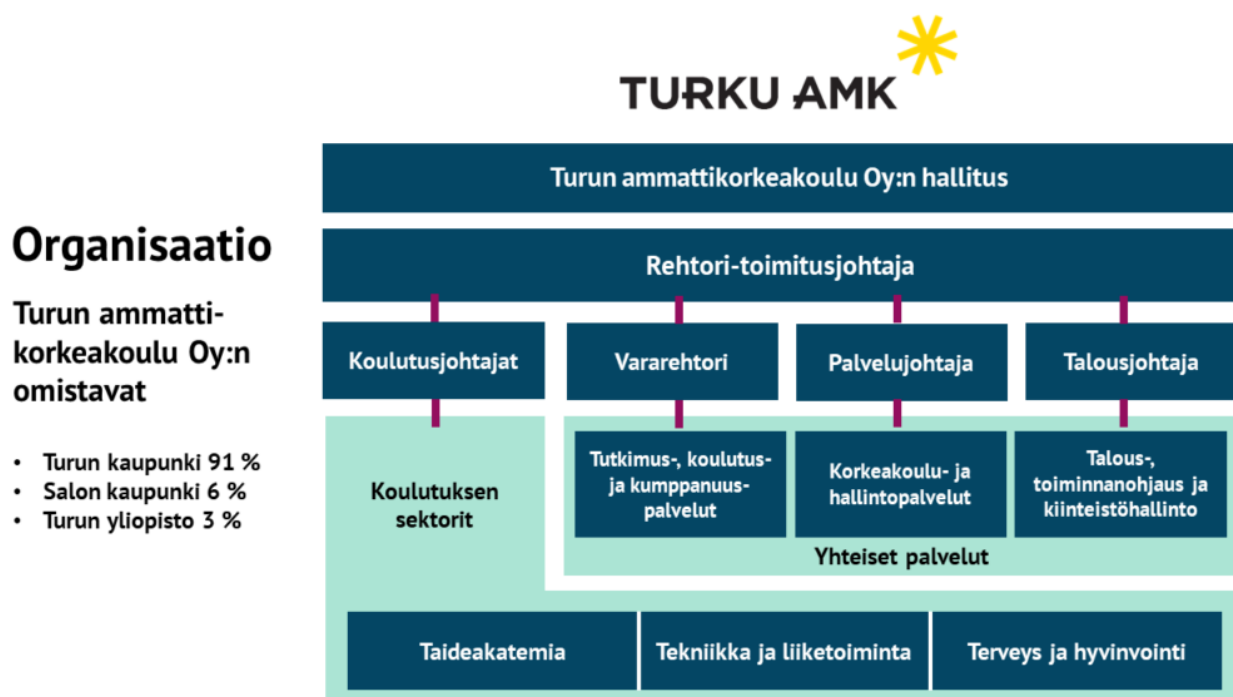 TURKU AMK
Organisaatio
Turun ammatti-
korkeakoulu Oy:n
omistavat
• Turun kaupunki 91 %
• Salon kaupunki 6 %
• Turun yliopisto 3 %
Turun ammattikorkeakoulu Oy:n hallitus
Rehtori-toimitusjohtaja
Koulutusjohtajat
Vararehtori
Palvelujohtaja
Talousjohtaja
Koulutuksen
sektorit
Tutkimus-, koulutus-
ja kumppanuus-
palvelut
Korkeakoulu- ja
hallintopalvelut
Talous-,
toiminnanohjaus ja
kiinteistöhallinto
Yhteiset palvelut
Taideakatemia
Tekniikka ja liiketoiminta
Terveys ja hyvinvointi